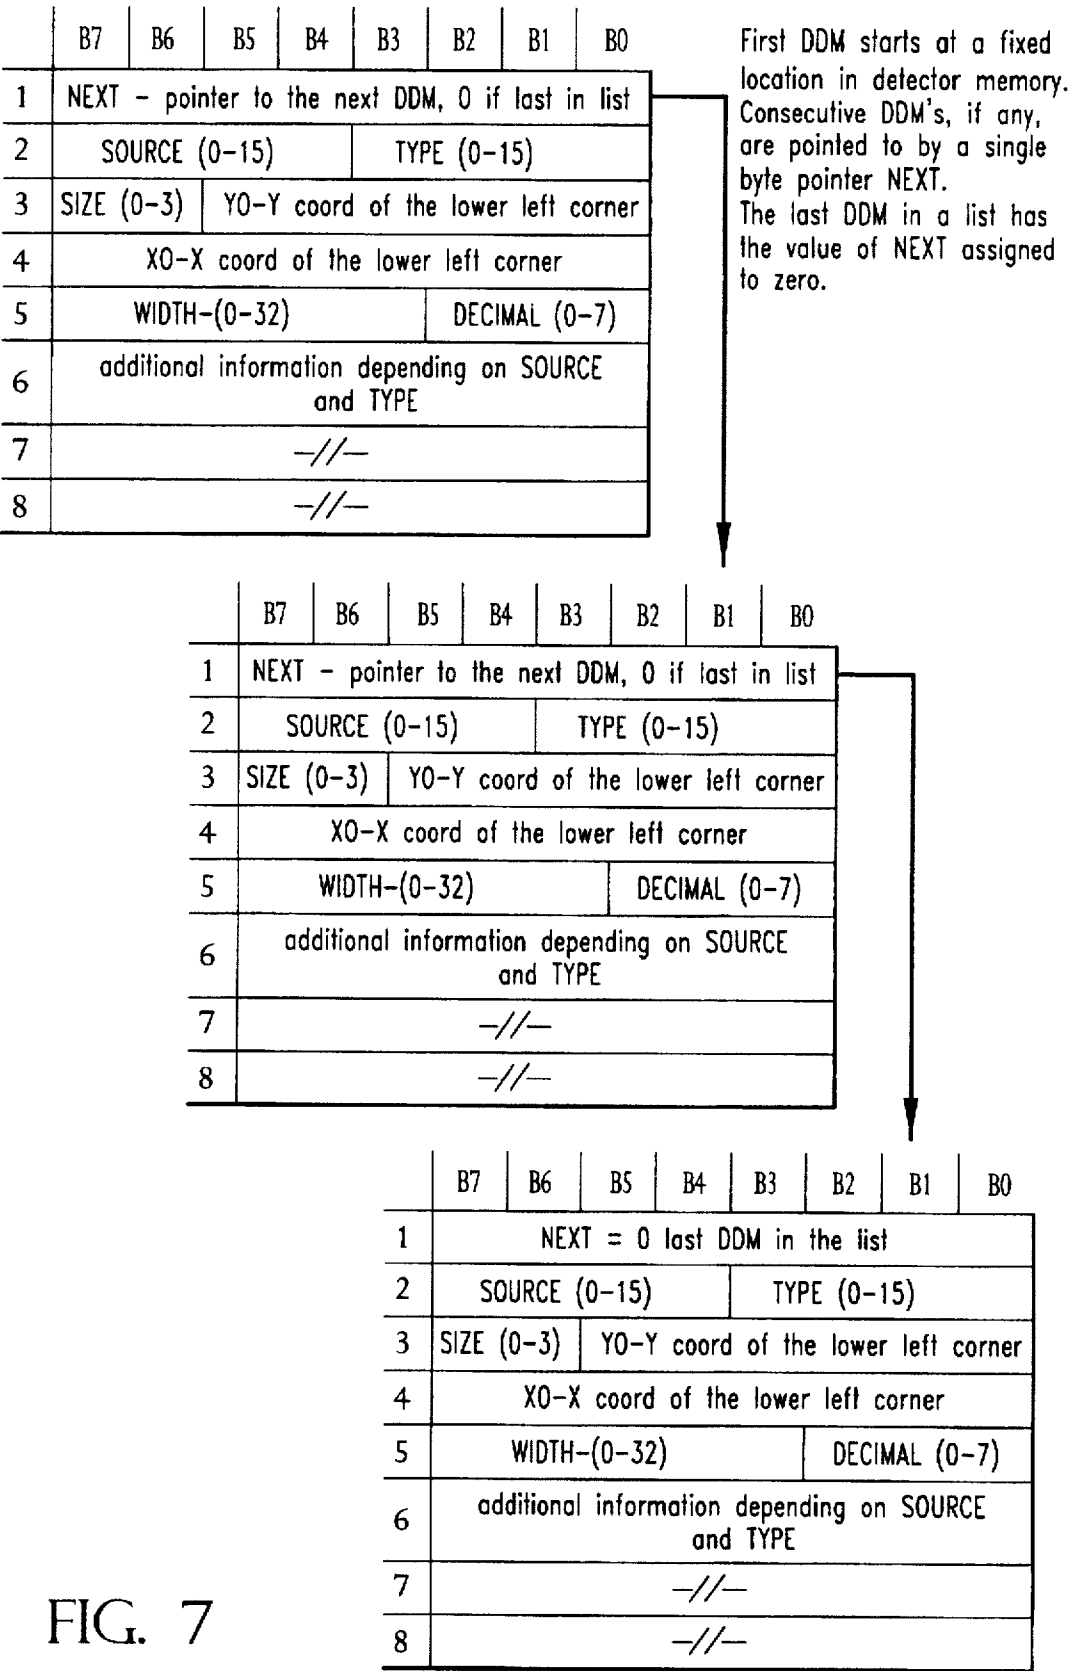 B7 B6 B5 B4 B3 B2 B1 B0
1 NEXT - pointer to the next DDM, 0 if last in list
2 SOURCE (0-15) TYPE (0-15)
3 SIZE (0-3) Y0-Y coord of the lower left corner
4 X0-X coord of the lower left corner
5 WIDTH-(0-32) DECIMAL (0-7)
6 additional information depending on SOURCE
and TYPE
7 -//-
8 -//-
First DDM starts at a fixed
location in detector memory.
Consecutive DDM's, if any,
are pointed to by a single
byte pointer NEXT.
The last DDM in a list has
the value of NEXT assigned
to zero.
B7 B6 B5 B4 B3 B2 B1 B0
1 NEXT - pointer to the next DDM, 0 if last in list
2 SOURCE (0-15) TYPE (0-15)
3 SIZE (0-3) Y0-Y coord of the lower left corner
4 X0-X coord of the lower left corner
5 WIDTH-(0-32) DECIMAL (0-7)
6 additional information depending on SOURCE
and TYPE
7 -//-
8 -//-
B7 B6 B5 B4 B3 B2 B1 B0
1 NEXT = 0 last DDM in the list
2 SOURCE (0-15) TYPE (0-15)
3 SIZE (0-3) Y0-Y coord of the lower left corner
4 X0-X coord of the lower left corner
5 WIDTH-(0-32) DECIMAL (0-7)
6 additional information depending on SOURCE
and TYPE
7 -//-
8 -//-
FIG. 7